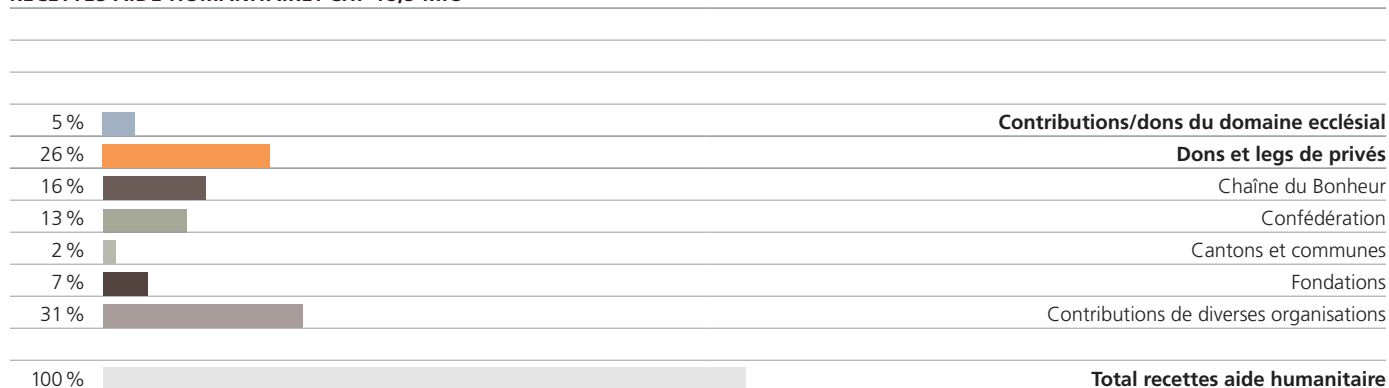 5 % Contributions/dons du domaine ecclésial
26 % Dons et legs de privés
16 % Chaîne du Bonheur
13 % Confédération
2 % Cantons et communes
7 % Fondations
31 % Contributions de diverses organisations
100 % Total recettes aide humanitaire